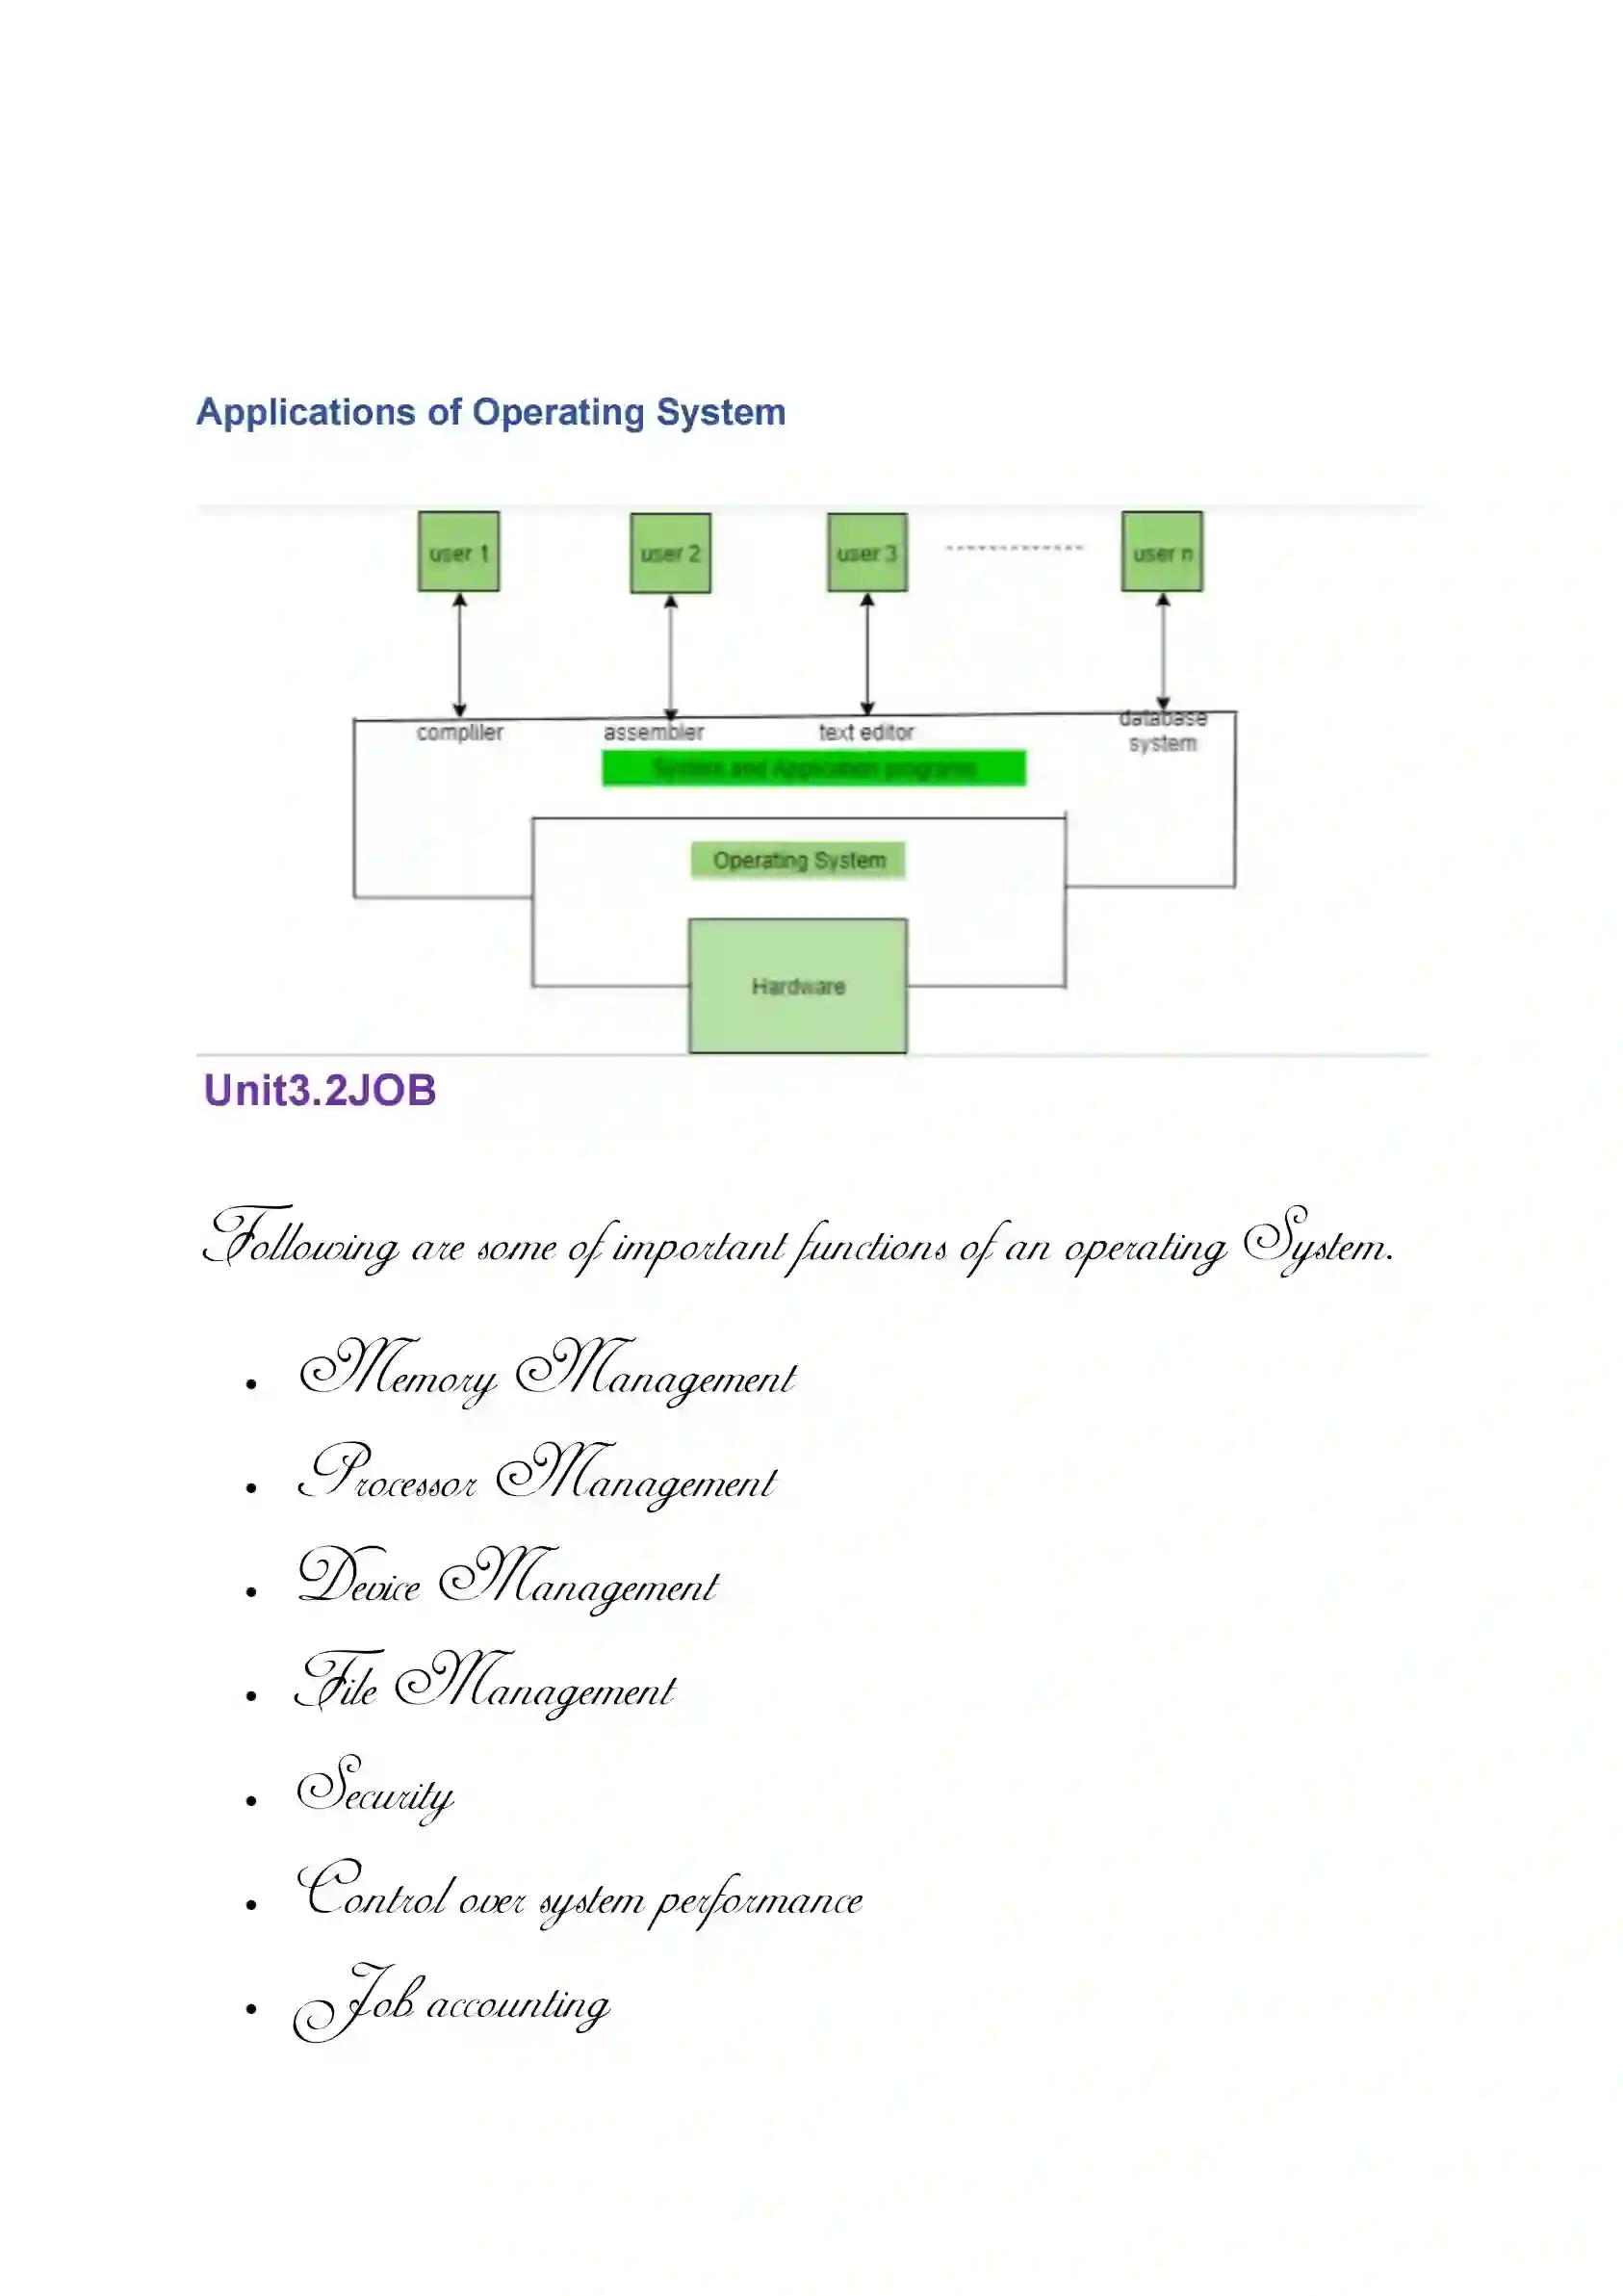 Applications of Operating System
user 1 user 2 user 3 user n
compliler assembler text editor database
system
System and Application programs
Operating System
Hardware
Unit3.2JOB
Following are some of important functions of an operating System.
• Memory Management
• Processor Management
• Device Management
• File Management
• Security
• Control over system performance
• Job accounting